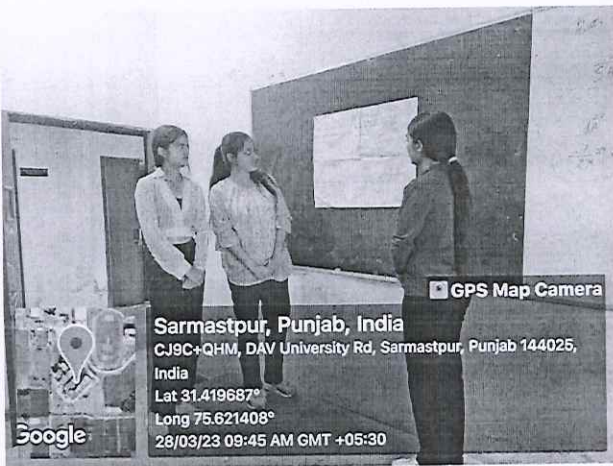 GPS Map Camera
Sarmastpur, Punjab, India
CJ9C+QHM, DAV University Rd, Sarmastpur, Punjab 144025,
India
Lat 31.419687°
Long 75.621408°
28/03/23 09:45 AM GMT +05:30
Google